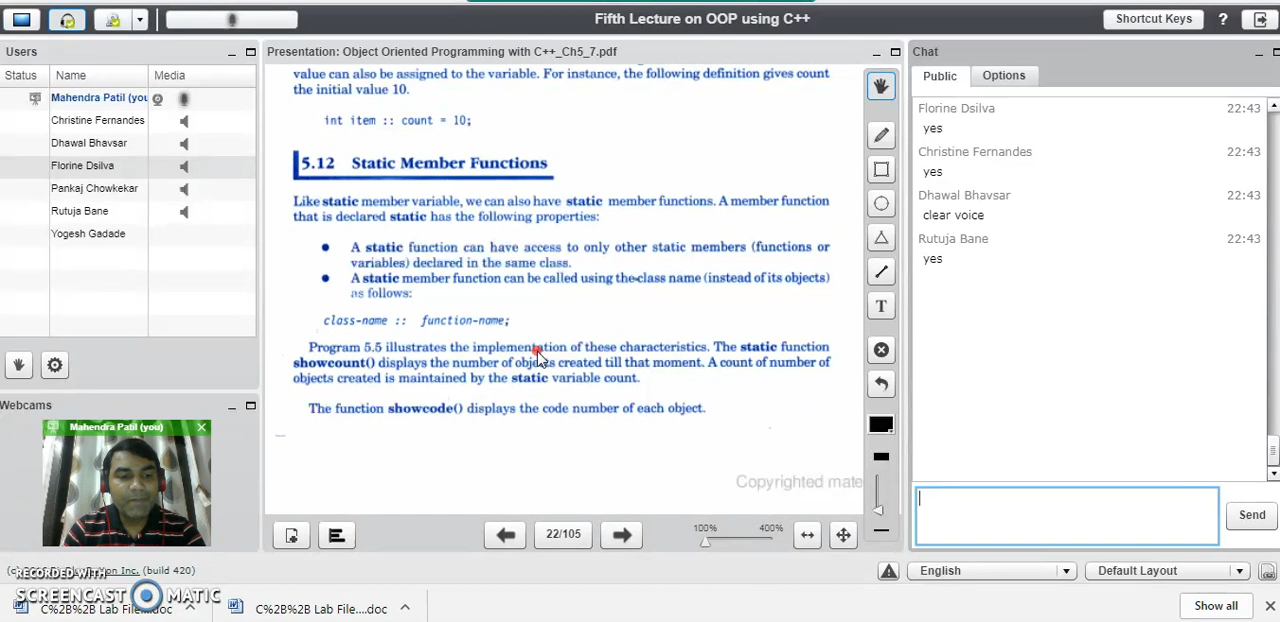 Fifth Lecture on OOP using C++
Shortcut Keys
?
Users
Status Name Media
Mahendra Patil (you)
Christine Fernandes
Dhawal Bhavsar
Florine Dsilva
Pankaj Chowkekar
Rutuja Bane
Yogesh Gadade
Webcams
Mahendra Patil (you)
Presentation: Object Oriented Programming with C++_Ch5_7.pdf
value can also be assigned to the variable. For instance, the following definition gives count
the initial value 10.
int item :: count = 10;
5.12 Static Member Functions
Like static member variable, we can also have static member functions. A member function
that is declared static has the following properties:
• A static function can have access to only other static members (functions or
variables) declared in the same class.
• A static member function can be called using the class name (instead of its objects)
as follows:
class-name :: function-name;
Program 5.5 illustrates the implementation of these characteristics. The static function
showcount() displays the number of objects created till that moment. A count of number of
objects created is maintained by the static variable count.
The function showcode() displays the code number of each object.
Copyrighted mate
T
22/105
100% 400%
Chat
Public Options
Florine Dsilva 22:43
yes
Christine Fernandes 22:43
yes
Dhawal Bhavsar 22:43
clear voice
Rutuja Bane 22:43
yes
Send
Inc. (build 420)
English
Default Layout
RECORDED WITH
SCREENCAST MATIC
C%2B%2B Lab File....doc
C%2B%2B Lab File....doc
Show all